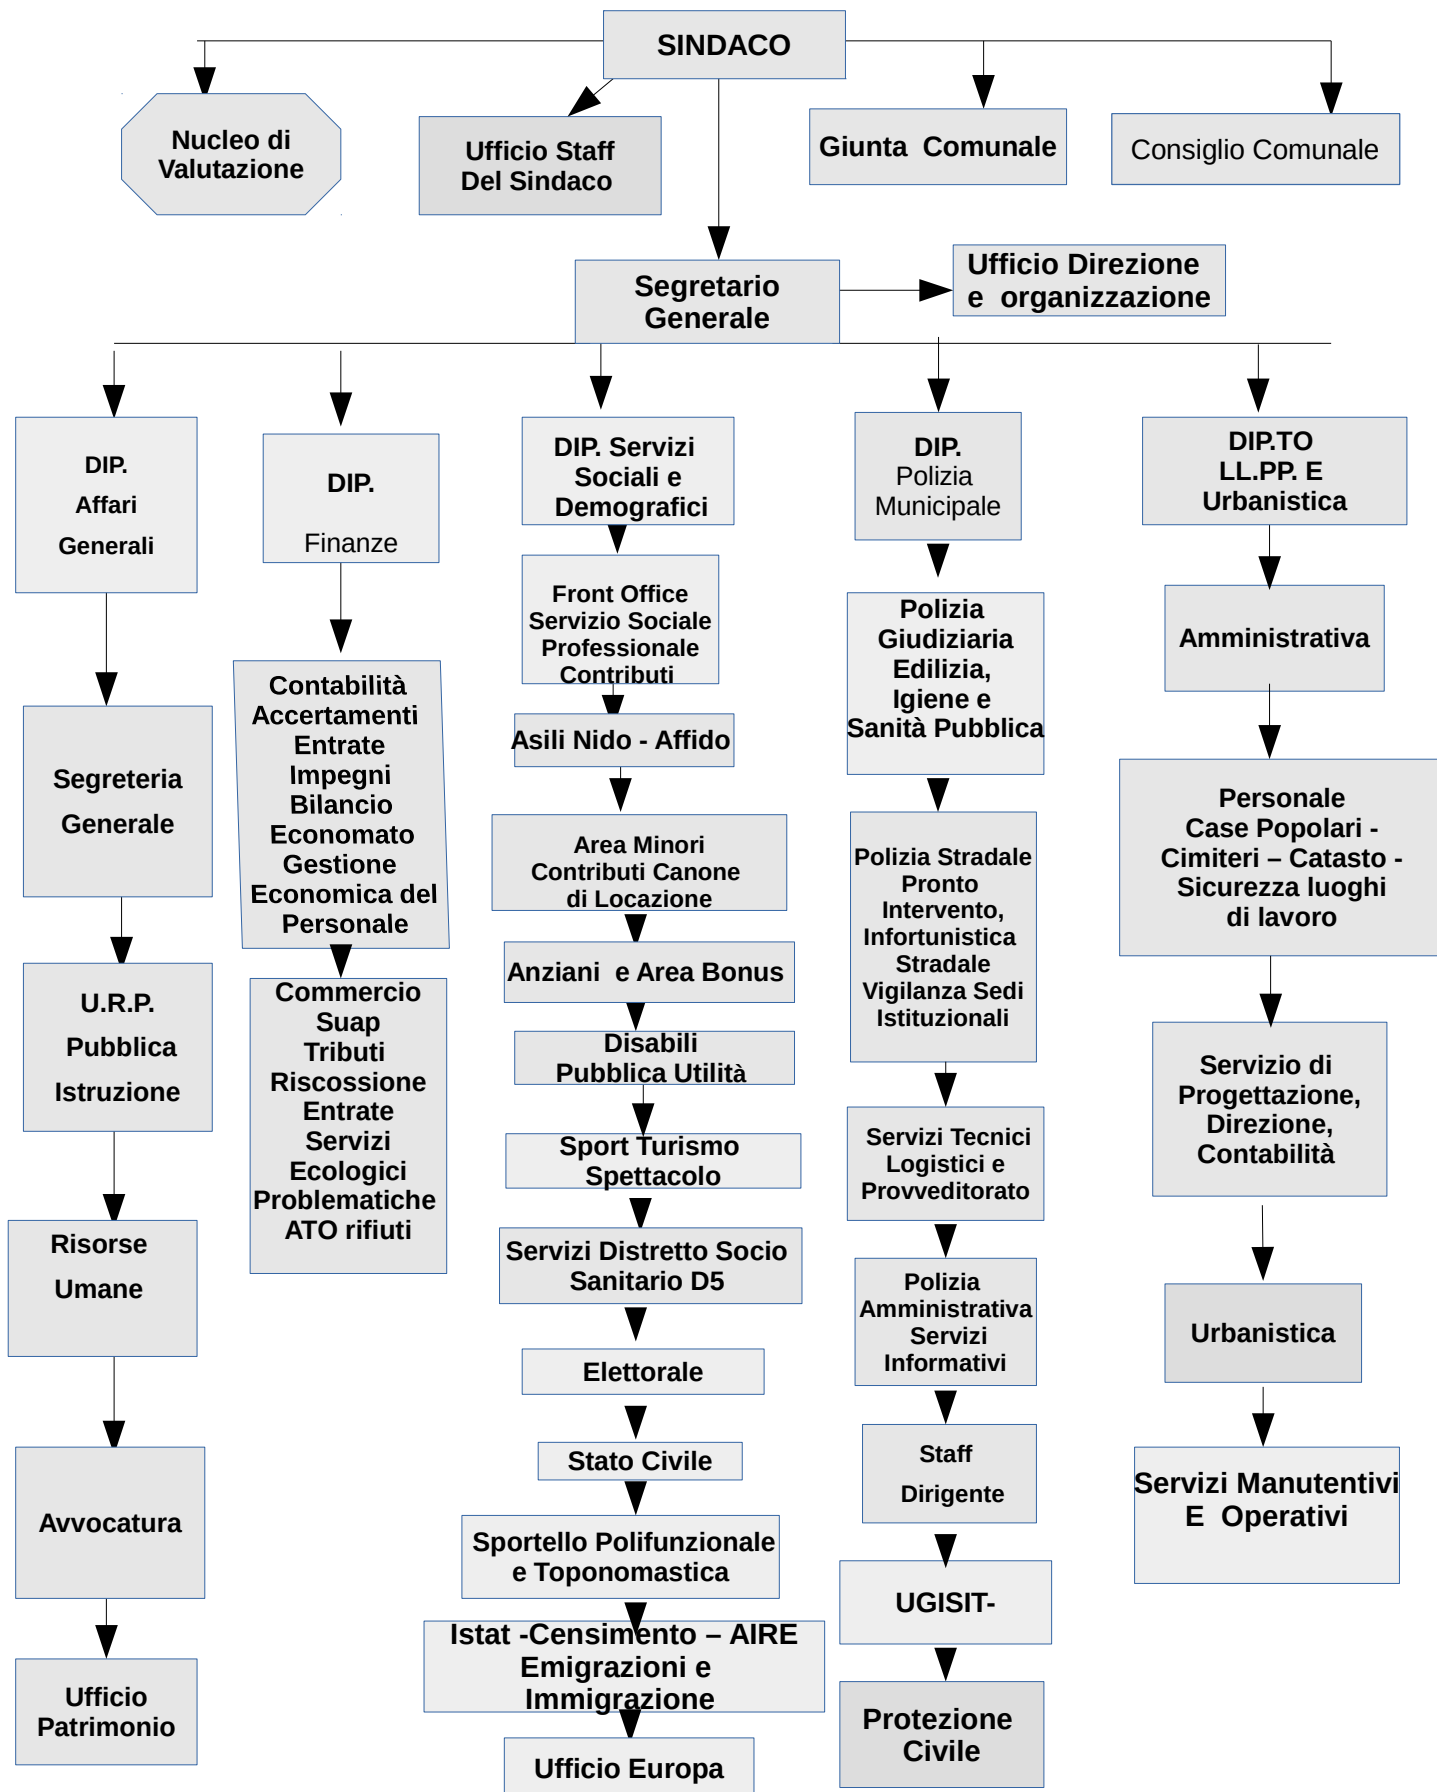 SINDACO
Nucleo di
Valutazione
Ufficio Staff
Del Sindaco
Giunta Comunale
Consiglio Comunale
Segretario
Generale
Ufficio Direzione
e organizzazione
DIP.
Affari
Generali
Segreteria
Generale
U.R.P.
Pubblica
Istruzione
Risorse
Umane
Avvocatura
Ufficio
Patrimonio
DIP.
Finanze
Contabilità
Accertamenti
Entrate
Impegni
Bilancio
Economato
Gestione
Economica del
Personale
Commercio
Suap
Tributi
Riscossione
Entrate
Servizi
Ecologici
Problematiche
ATO rifiuti
DIP. Servizi
Sociali e
Demografici
Front Office
Servizio Sociale
Professionale
Contributi
Asili Nido - Affido
Area Minori
Contributi Canone
di Locazione
Anziani e Area Bonus
Disabili
Pubblica Utilità
Sport Turismo
Spettacolo
Servizi Distretto Socio
Sanitario D5
Elettorale
Stato Civile
Sportello Polifunzionale
e Toponomastica
Istat -Censimento – AIRE
Emigrazioni e
Immigrazione
Ufficio Europa
DIP.
Polizia
Municipale
Polizia
Giudiziaria
Edilizia,
Igiene e
Sanità Pubblica
Polizia Stradale
Pronto
Intervento,
Infortunistica
Stradale
Vigilanza Sedi
Istituzionali
Servizi Tecnici
Logistici e
Provveditorato
Polizia
Amministrativa
Servizi
Informativi
Staff
Dirigente
UGISIT-
Protezione
Civile
DIP.TO
LL.PP. E
Urbanistica
Amministrativa
Personale
Case Popolari -
Cimiteri – Catasto -
Sicurezza luoghi
di lavoro
Servizio di
Progettazione,
Direzione,
Contabilità
Urbanistica
Servizi Manutentivi
E Operativi